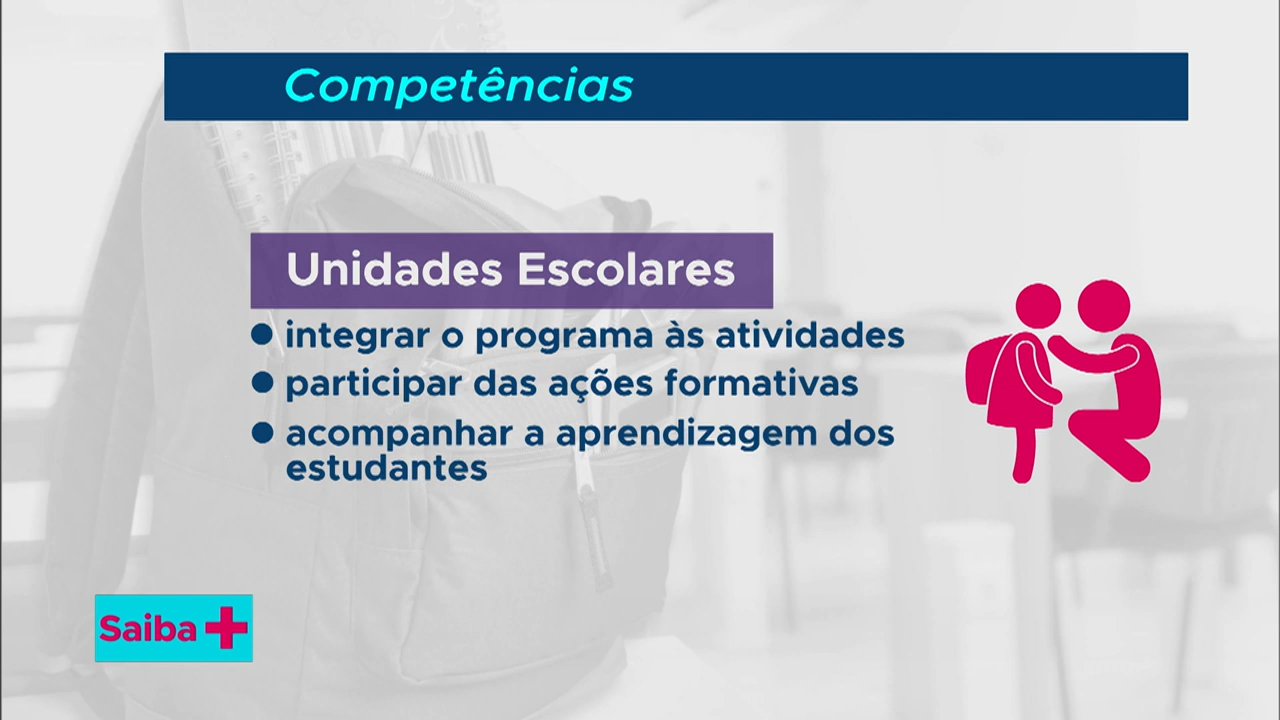 Competências
Unidades Escolares
integrar o programa às atividades
participar das ações formativas
acompanhar a aprendizagem dos
estudantes
Saiba +